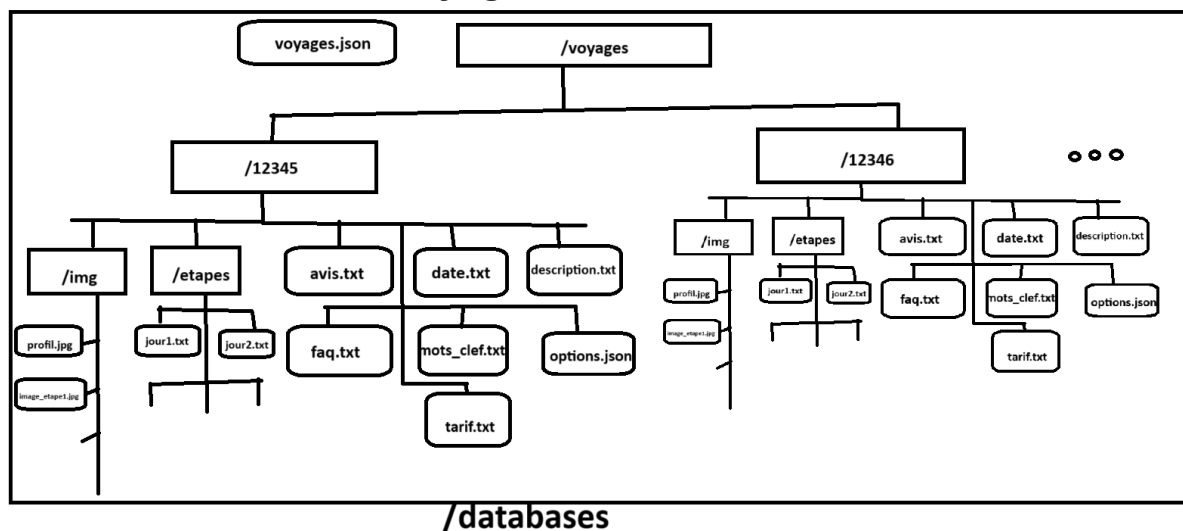 voyages.json
/voyages
/12345
/12346
/img
/etapes
avis.txt
date.txt
description.txt
profil.jpg
jour1.txt
jour2.txt
faq.txt
mots_clef.txt
options.json
image_etape1.jpg
tarif.txt
/img
/etapes
avis.txt
date.txt
description.txt
profil.jpg
jour1.txt
jour2.txt
faq.txt
mots_clef.txt
options.json
image_etape1.jpg
tarif.txt
/databases